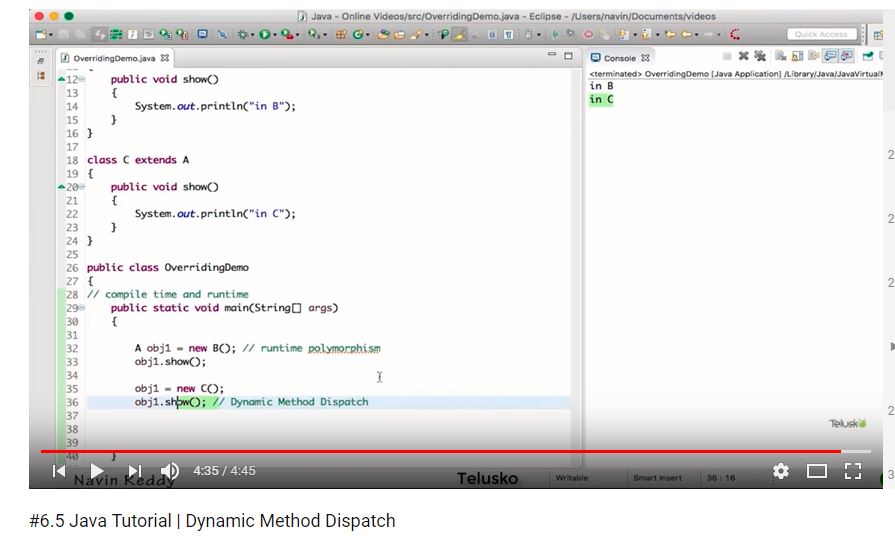 Java - Online Videos/src/OverridingDemo.java - Eclipse - /Users/navin/Documents/videos
Quick Access
OverridingDemo.java
12 public void show()
13 {
14 System.out.println("in B");
15 }
16 }
17
18 class C extends A
19 {
20 public void show()
21 {
22 System.out.println("in C");
23 }
24 }
25
26 public class OverridingDemo
27 {
28 // compile time and runtime
29 public static void main(String[] args)
30 {
31
32 A obj1 = new B(); // runtime polymorphism
33 obj1.show();
34
35 obj1 = new C();
36 obj1.show(); // Dynamic Method Dispatch
37
38
39
40 }
Console
<terminated> OverridingDemo [Java Application] /Library/Java/JavaVirtualM
in B
in C
Telusko
4:35 / 4:45
Navin Reddy
Telusko
Writable
Smart Insert
36 : 16
#6.5 Java Tutorial | Dynamic Method Dispatch